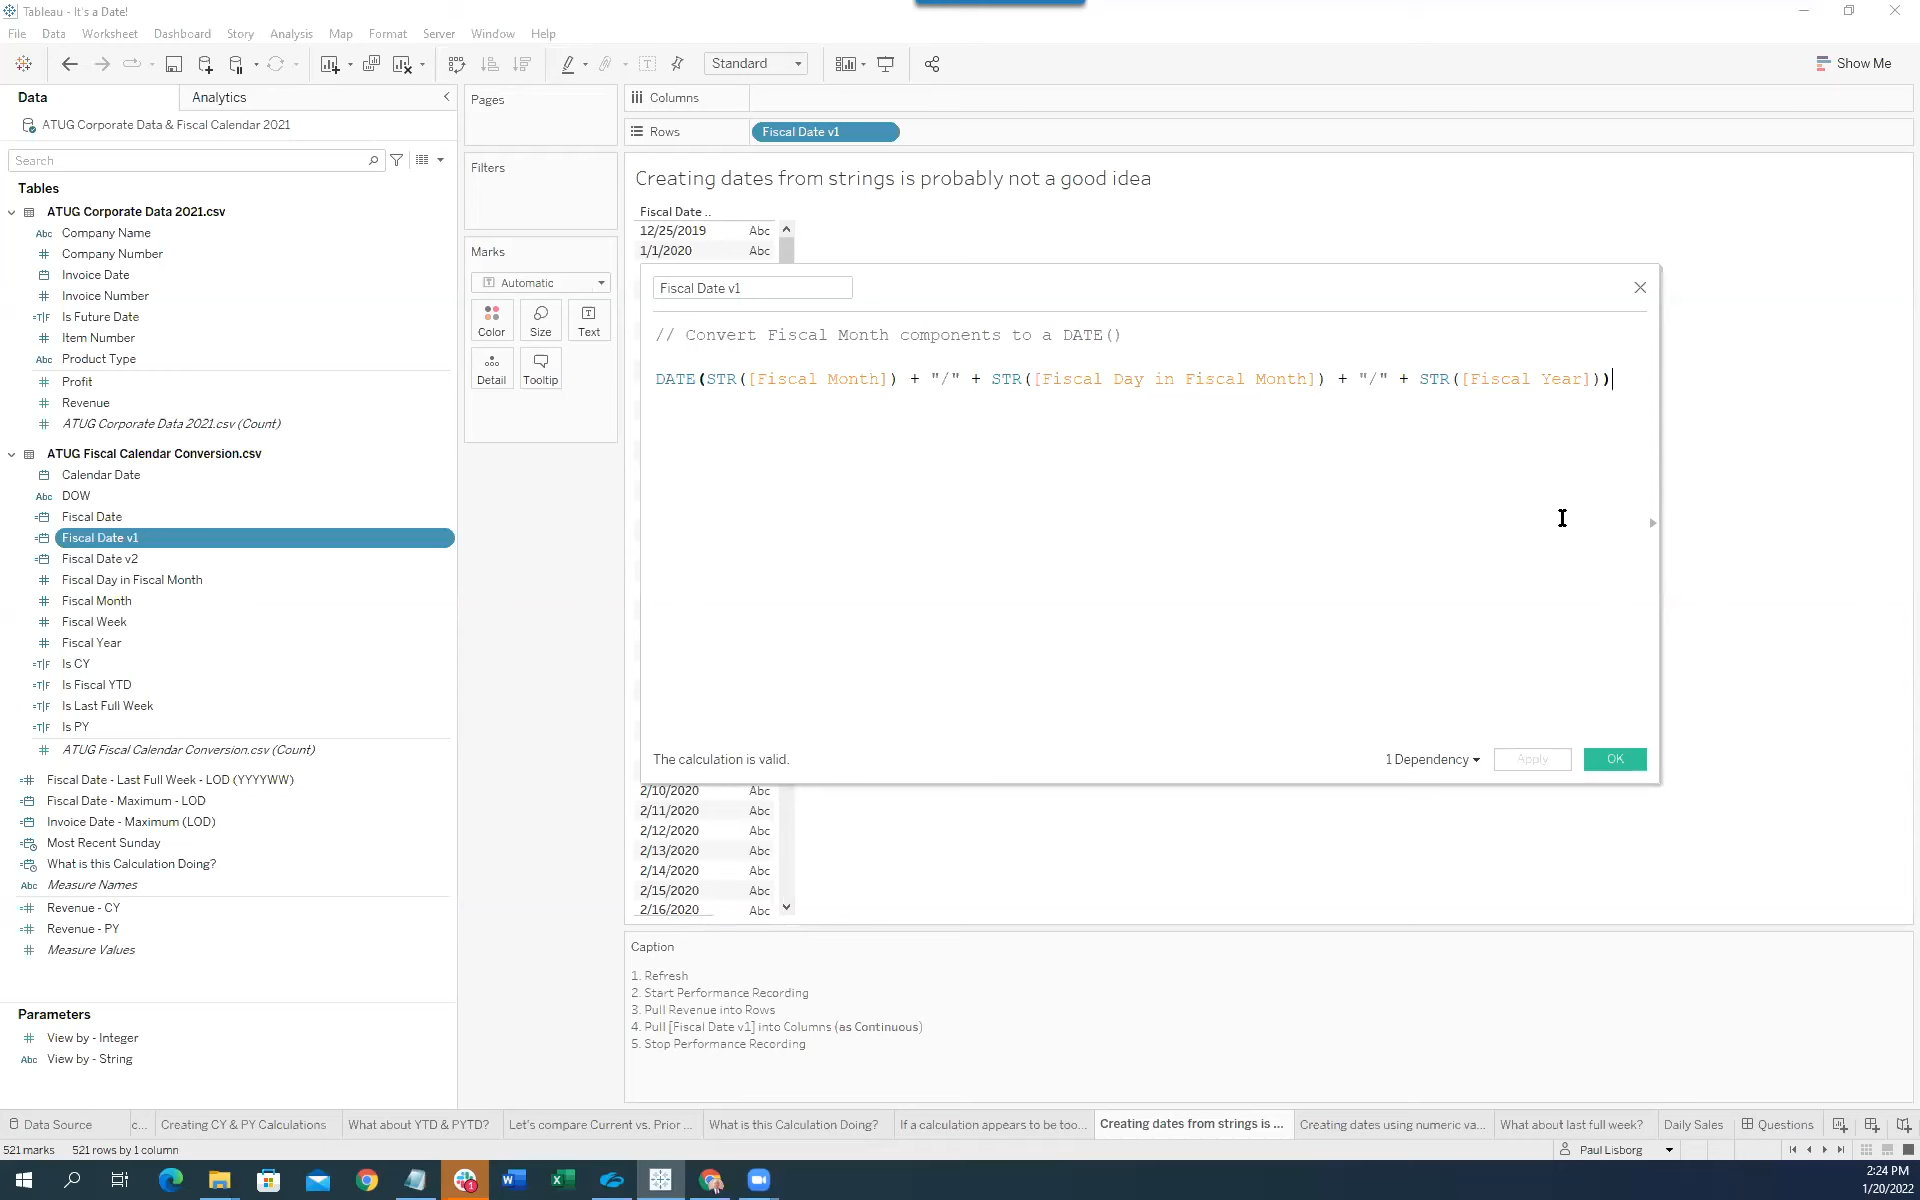 Tableau - It's a Date!
File Data Worksheet Dashboard Story Analysis Map Format Server Window Help
Standard
Show Me
Data
Analytics
ATUG Corporate Data & Fiscal Calendar 2021
Search
Tables
ATUG Corporate Data 2021.csv
Abc Company Name
# Company Number
Invoice Date
# Invoice Number
=T|F Is Future Date
# Item Number
Abc Product Type
# Profit
# Revenue
# ATUG Corporate Data 2021.csv (Count)
ATUG Fiscal Calendar Conversion.csv
Calendar Date
Abc DOW
Fiscal Date
Fiscal Date v1
Fiscal Date v2
# Fiscal Day in Fiscal Month
# Fiscal Month
# Fiscal Week
# Fiscal Year
=T|F Is CY
=T|F Is Fiscal YTD
=T|F Is Last Full Week
=T|F Is PY
# ATUG Fiscal Calendar Conversion.csv (Count)
=# Fiscal Date - Last Full Week - LOD (YYYYWW)
Fiscal Date - Maximum - LOD
Invoice Date - Maximum (LOD)
Most Recent Sunday
What is this Calculation Doing?
Abc Measure Names
=# Revenue - CY
=# Revenue - PY
# Measure Values
Parameters
# View by - Integer
Abc View by - String
Pages
Filters
Marks
Automatic
Color Size Text
Detail Tooltip
Columns
Rows
Fiscal Date v1
Creating dates from strings is probably not a good idea
Fiscal Date ..
12/25/2019 Abc
1/1/2020 Abc
Fiscal Date v1
// Convert Fiscal Month components to a DATE()
DATE(STR([Fiscal Month]) + "/" + STR([Fiscal Day in Fiscal Month]) + "/" + STR([Fiscal Year]))
The calculation is valid.
1 Dependency
Apply
OK
2/10/2020 Abc
2/11/2020 Abc
2/12/2020 Abc
2/13/2020 Abc
2/14/2020 Abc
2/15/2020 Abc
2/16/2020 Abc
Caption
1. Refresh
2. Start Performance Recording
3. Pull Revenue into Rows
4. Pull [Fiscal Date v1] into Columns (as Continuous)
5. Stop Performance Recording
Data Source
c...
Creating CY & PY Calculations
What about YTD & PYTD?
Let's compare Current vs. Prior ...
What is this Calculation Doing?
If a calculation appears to be too...
Creating dates from strings is ...
Creating dates using numeric va...
What about last full week?
Daily Sales
Questions
521 marks 521 rows by 1 column
Paul Lisborg
1
2:24 PM
1/20/2022